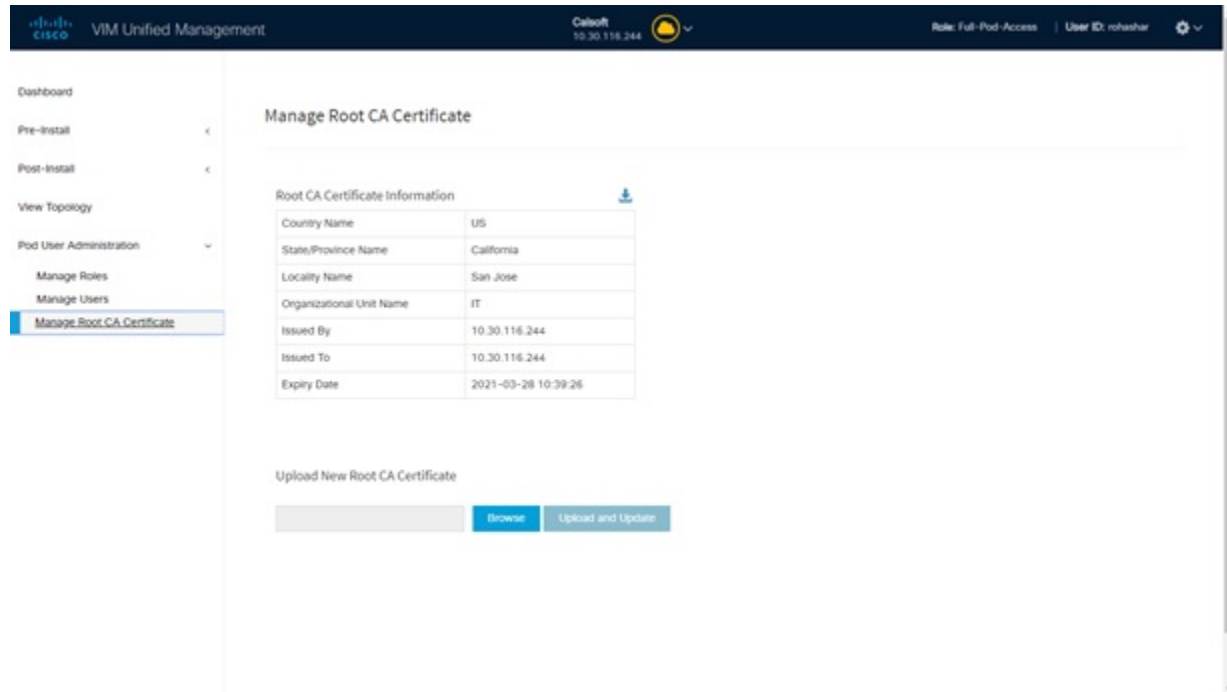 CISCO VIM Unified Management
Calsoft
10.30.116.244
Role: Full-Pod-Access | User ID: rohashar
Dashboard
Pre-Install
Post-Install
View Topology
Pod User Administration
Manage Roles
Manage Users
Manage Root CA Certificate
Manage Root CA Certificate
Root CA Certificate Information
Country Name US
State/Province Name California
Locality Name San Jose
Organizational Unit Name IT
Issued By 10.30.116.244
Issued To 10.30.116.244
Expiry Date 2021-03-28 10:39:26
Upload New Root CA Certificate
Browse Upload and Update